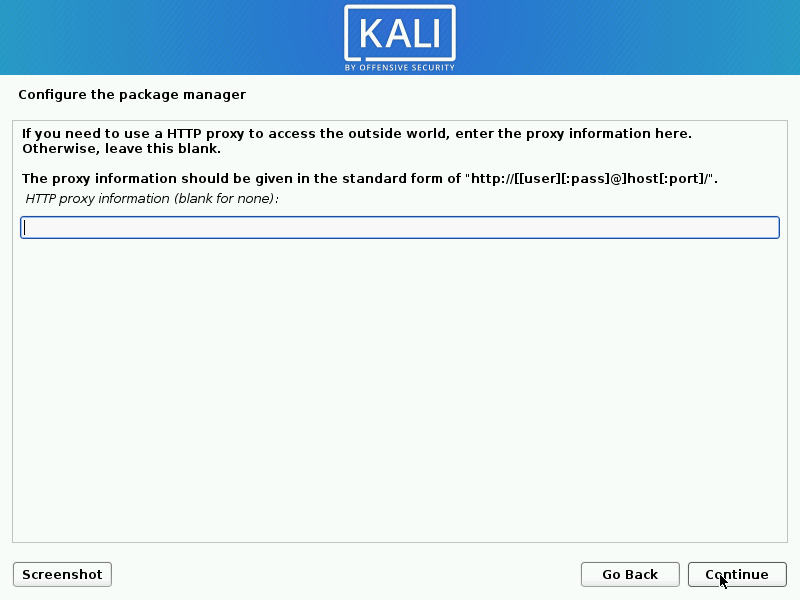 KALI
BY OFFENSIVE SECURITY
Configure the package manager
If you need to use a HTTP proxy to access the outside world, enter the proxy information here.
Otherwise, leave this blank.
The proxy information should be given in the standard form of "http://[[user][:pass]@]host[:port]/".
HTTP proxy information (blank for none):
Screenshot
Go Back
Continue